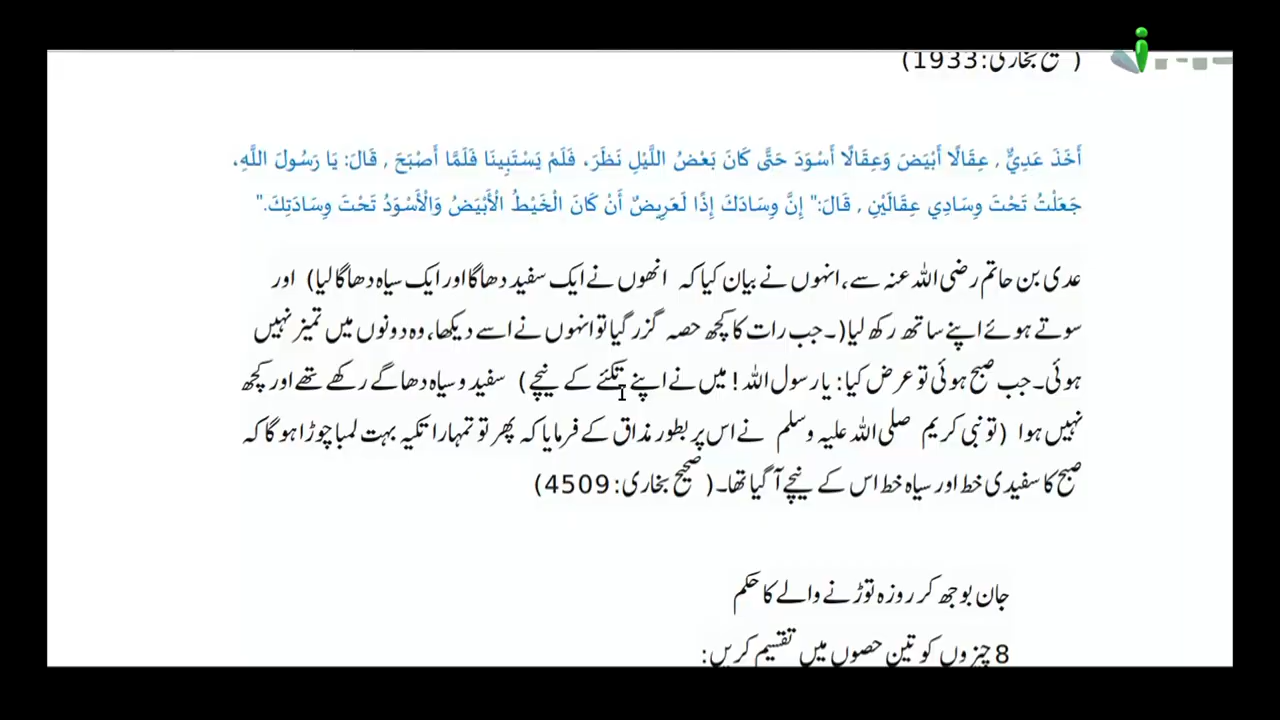 (صحیح بخاری:1933)
أَخَذَ عَدِيٌّ , عِقَالًا أَبْيَضَ وَعِقَالًا أَسْوَدَ حَتَّى كَانَ بَعْضُ اللَّيْلِ نَظَرَ، فَلَمْ يَسْتَبِينَا فَلَمَّا أَصْبَحَ , قَالَ: يَا رَسُولَ اللَّهِ،
جَعَلْتُ تَحْتَ وِسَادِي عِقَالَيْنِ , قَالَ:" إِنَّ وِسَادَكَ إِذًا لَعَرِيضٌ أَنْ كَانَ الْخَيْطُ الْأَبْيَضُ وَالْأَسْوَدُ تَحْتَ وِسَادَتِكَ."
عدی بن حاتم رضی اللہ عنہ سے، انہوں نے بیان کیا کہ انھوں نے ایک سفید دھاگا اور ایک سیاہ دھاگا لیا) اور
سوتے ہوئے اپنے ساتھ رکھ لیا(۔ جب رات کا کچھ حصہ گزر گیا تو انہوں نے اسے دیکھا، وہ دونوں میں تمیز نہیں
ہوئی۔ جب صبح ہوئی تو عرض کیا: یا رسول اللہ! میں نے اپنے تکئے کے نیچے) سفید و سیاہ دھاگے رکھے تھے اور کچھ
نہیں ہوا (تو نبی کریم صلی اللہ علیہ وسلم نے اس پر بطور مذاق کے فرمایا کہ پھر تو تمہارا تکیہ بہت لمبا چوڑا ہو گا کہ
صبح کا سفیدی خط اور سیاہ خط اس کے نیچے آ گیا تھا۔ (صحیح بخاری:4509)
جان بوجھ کر روزہ توڑنے والے کا حکم
8 چیزوں کو تین حصوں میں تقسیم کریں: